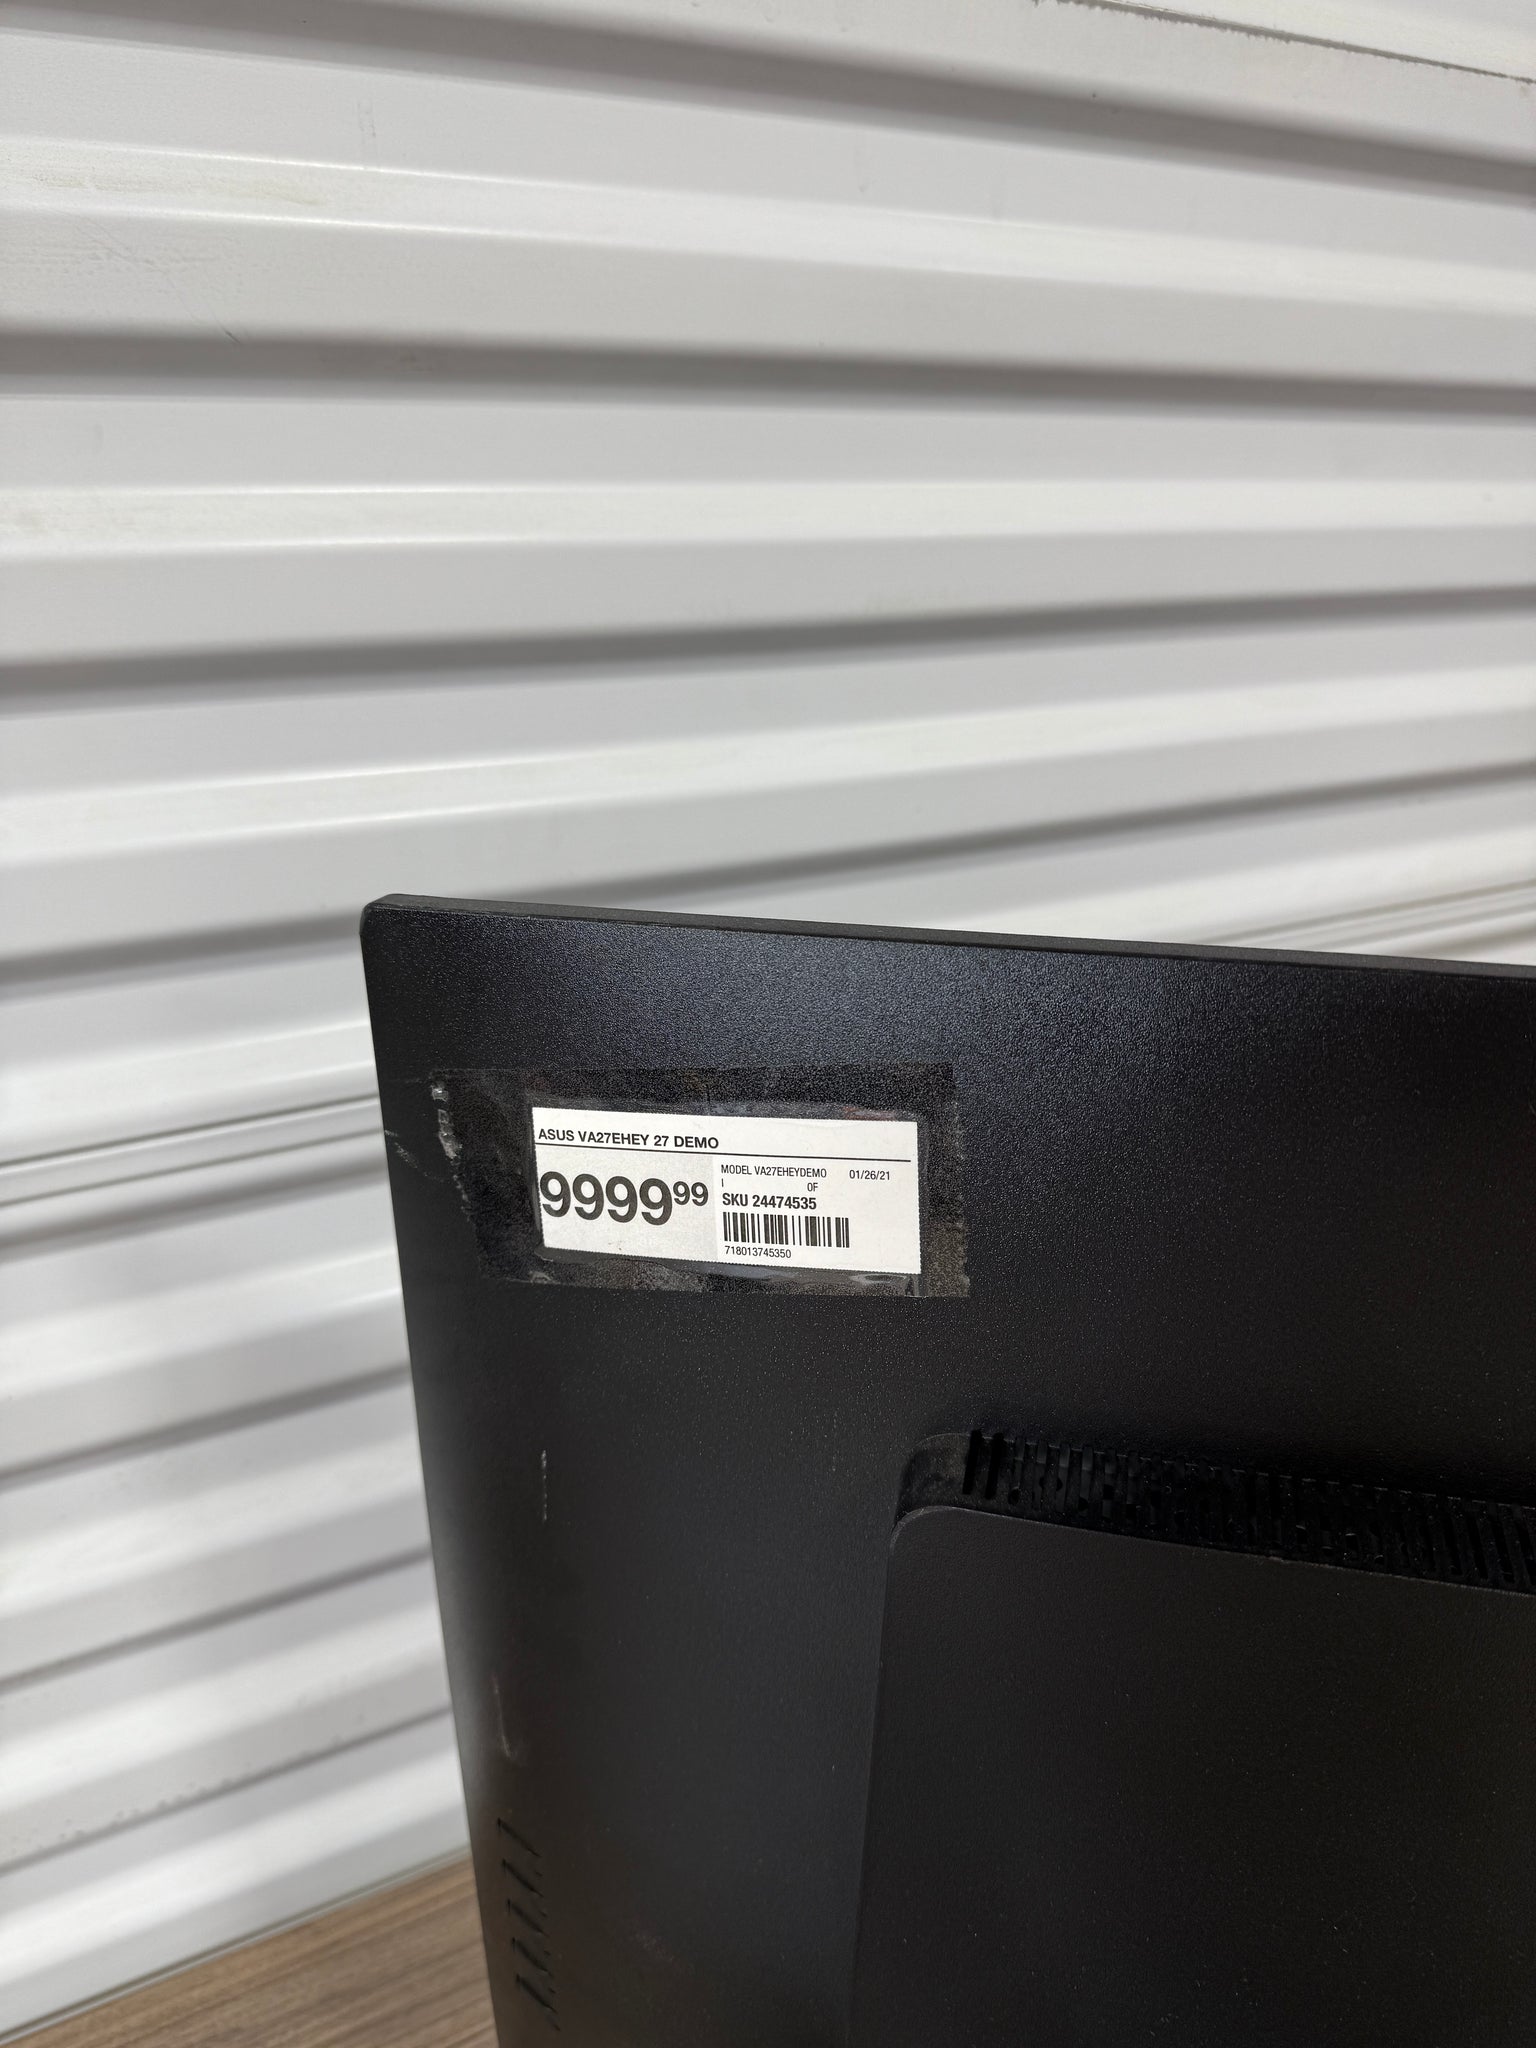 ASUS VA27EHEY 27 DEMO
9999 99
MODEL VA27EHEYDEMO 01/26/21
I OF
SKU 24474535
718013745350